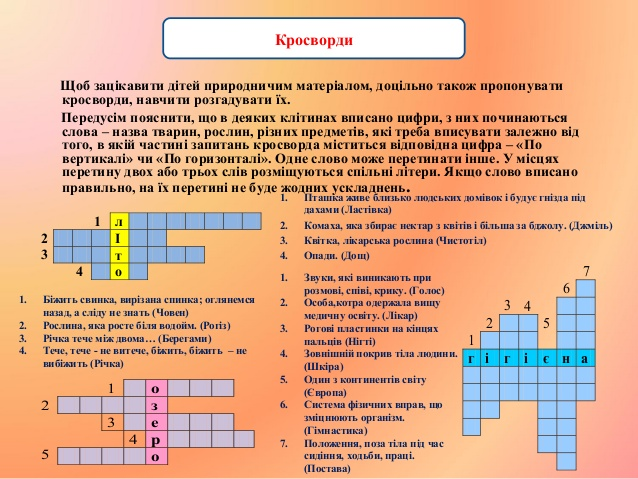 Кросворди
Щоб зацікавити дітей природничим матеріалом, доцільно також пропонувати
кросворди, навчити розгадувати їх.
Передусім пояснити, що в деяких клітинах вписано цифри, з них починаються
слова – назва тварин, рослин, різних предметів, які треба вписувати залежно від
того, в якій частині запитань кросворда міститься відповідна цифра – «По
вертикалі» чи «По горизонталі». Одне слово може перетинати інше. У місцях
перетину двох або трьох слів розміщуються спільні літери. Якщо слово вписано
правильно, на їх перетині не буде жодних ускладнень.
1. Пташка живе близько людських домівок і будує гнізда під
дахами (Ластівка)
2. Комаха, яка збирає нектар з квітів і більша за бджолу. (Джміль)
3. Квітка, лікарська рослина (Чистотіл)
4. Опади. (Дощ)
1 л
2 І
3 т
4 о
1. Біжить свинка, вирізана спинка; оглянемся
назад, а сліду не знать (Човен)
2. Рослина, яка росте біля водойм. (Рогіз)
3. Річка тече між двома… (Берегами)
4. Тече, тече - не витече, біжить, біжить – не
вибіжить (Річка)
1 о
2 з
3 е
4 р
5 о
1. Звуки, які виникають при
розмові, співі, крику. (Голос)
2. Особа,котра одержала вищу
медичну освіту. (Лікар)
3. Рогові пластинки на кінцях
пальців (Нігті)
4. Зовнішній покрив тіла людини.
(Шкіра)
5. Один з континентів світу
(Європа)
6. Система фізичних вправ, що
зміцнюють організм.
(Гімнастика)
7. Положення, поза тіла під час
сидіння, ходьби, праці.
(Постава)
7
6
3 4
2 5
1
г і г і є н а